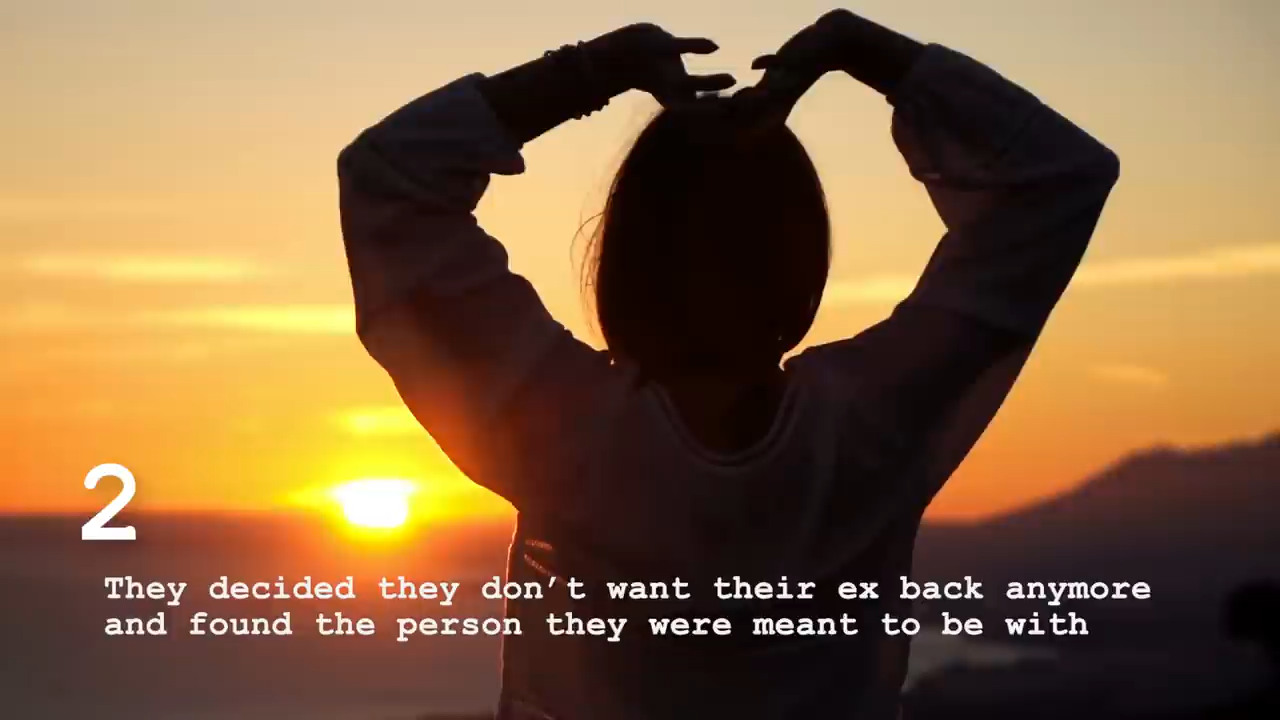 2
They decided they don’t want their ex back anymore
and found the person they were meant to be with